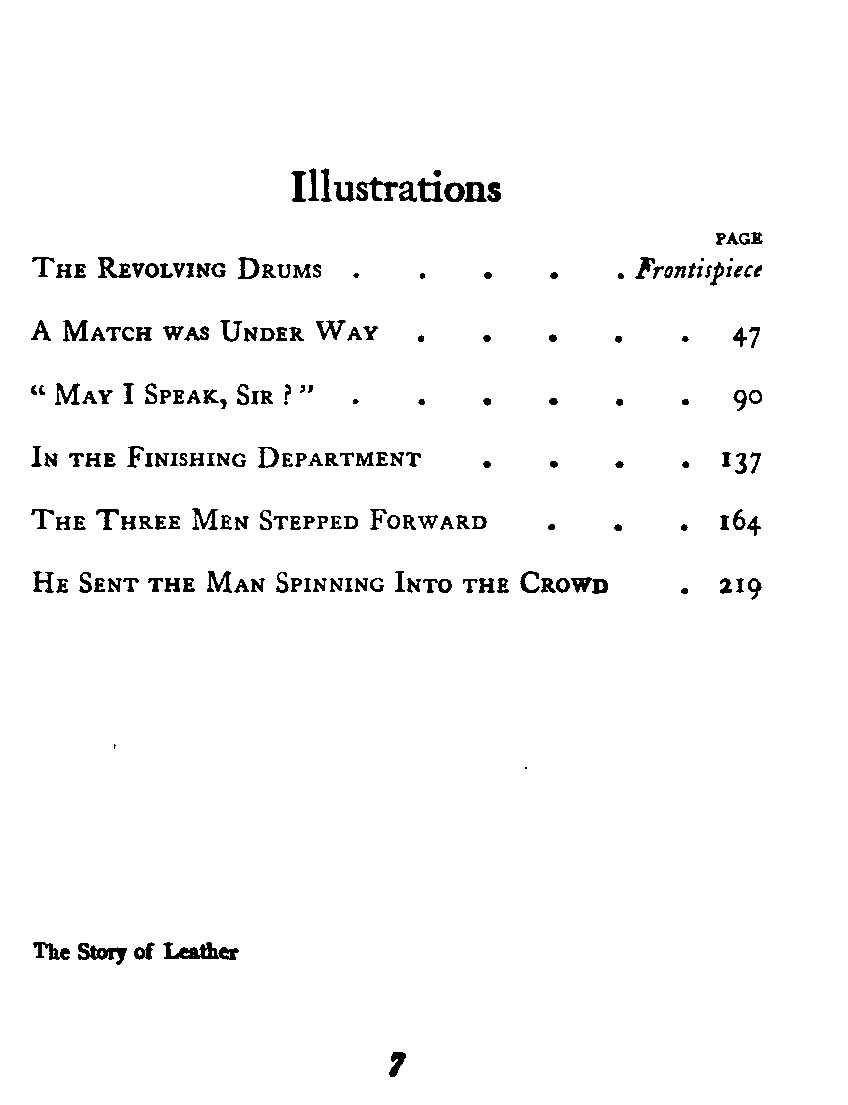 Illustrations
PAGE
The Revolving Drums . . . . . Frontispiece
A Match was Under Way . . . . . 47
“ May I Speak, Sir ? ” . . . . . . 90
In the Finishing Department . . . . 137
The Three Men Stepped Forward . . . 164
He Sent the Man Spinning Into the Crowd . 219
The Story of Leather
7